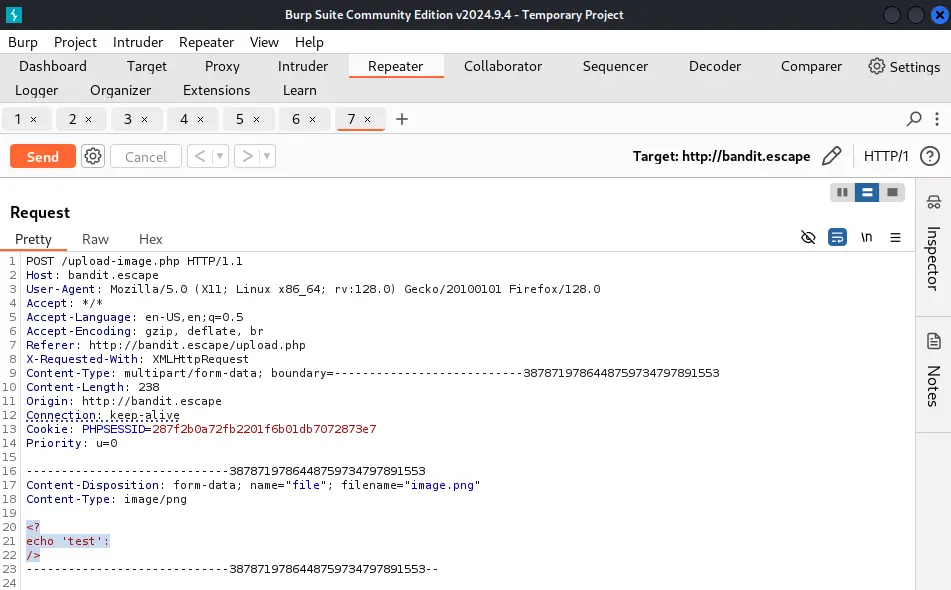 Burp Suite Community Edition v2024.9.4 - Temporary Project
Burp Project Intruder Repeater View Help
Dashboard Target Proxy Intruder Repeater Collaborator Sequencer Decoder Comparer Settings
Logger Organizer Extensions Learn
1 × 2 × 3 × 4 × 5 × 6 × 7 × +
Send Cancel < > Target: http://bandit.escape HTTP/1 ?
Request
Pretty Raw Hex \n
Inspector
Notes
1 POST /upload-image.php HTTP/1.1
2 Host: bandit.escape
3 User-Agent: Mozilla/5.0 (X11; Linux x86_64; rv:128.0) Gecko/20100101 Firefox/128.0
4 Accept: */*
5 Accept-Language: en-US,en;q=0.5
6 Accept-Encoding: gzip, deflate, br
7 Referer: http://bandit.escape/upload.php
8 X-Requested-With: XMLHttpRequest
9 Content-Type: multipart/form-data; boundary=---------------------------3878719786448759734797891553
10 Content-Length: 238
11 Origin: http://bandit.escape
12 Connection: keep-alive
13 Cookie: PHPSESSID=287f2b0a72fb2201f6b01db7072873e7
14 Priority: u=0
15
16 -----------------------------3878719786448759734797891553
17 Content-Disposition: form-data; name="file"; filename="image.png"
18 Content-Type: image/png
19
20 <?
21 echo 'test':
22 />
23 -----------------------------3878719786448759734797891553--
24